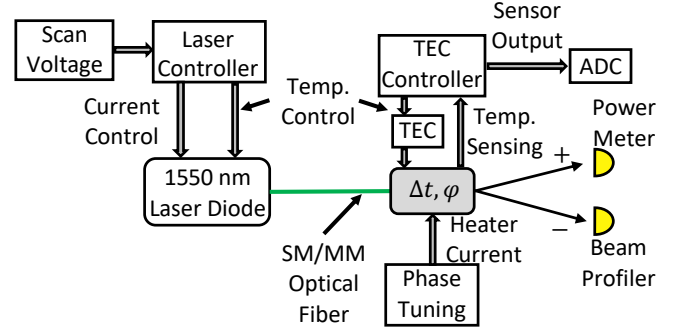 Scan
Voltage
Laser
Controller
Current
Control
Temp.
Control
1550 nm
Laser Diode
SM/MM
Optical
Fiber
TEC
Controller
TEC
Sensor
Output
ADC
Temp.
Sensing
Δt, φ
Heater
Current
Phase
Tuning
Power
Meter
+
−
Beam
Profiler